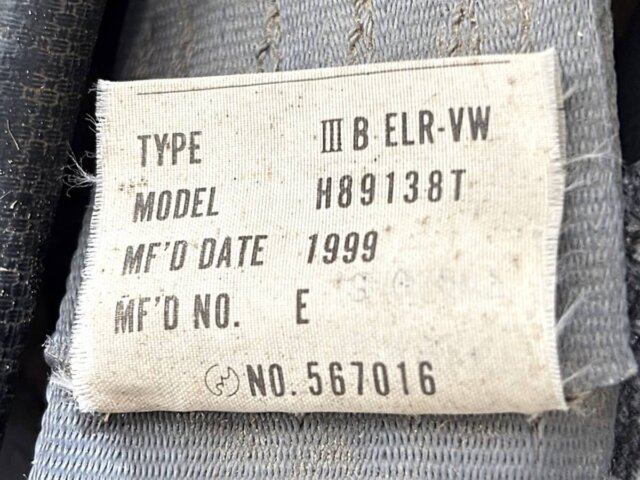 TYPE Ⅲ B ELR-VW
MODEL H89138T
MF'D DATE 1999
MF'D NO. E
NO. 567016